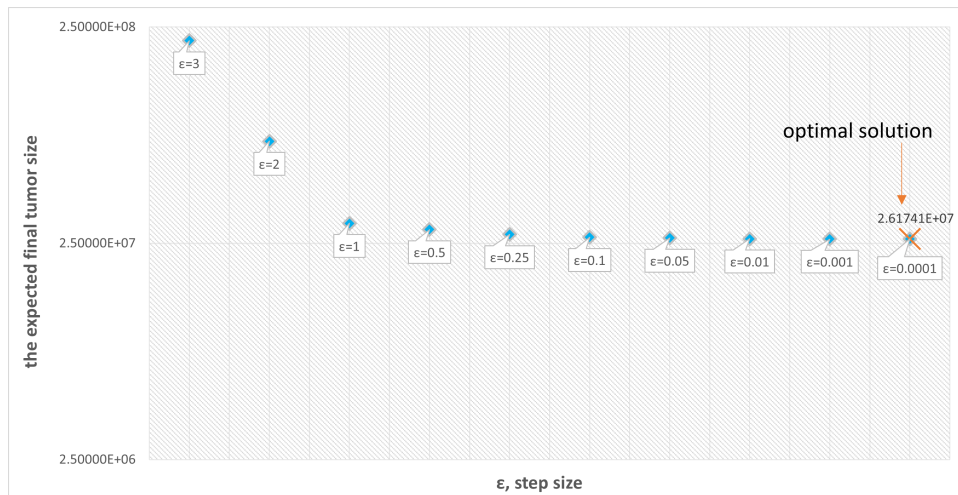 2.50000E+08
ε=3
optimal solution
ε=2
2.61741E+07
2.50000E+07
ε=1
ε=0.5
ε=0.25
ε=0.1
ε=0.05
ε=0.01
ε=0.001
ε=0.0001
2.50000E+06
the expected final tumor size
ε, step size